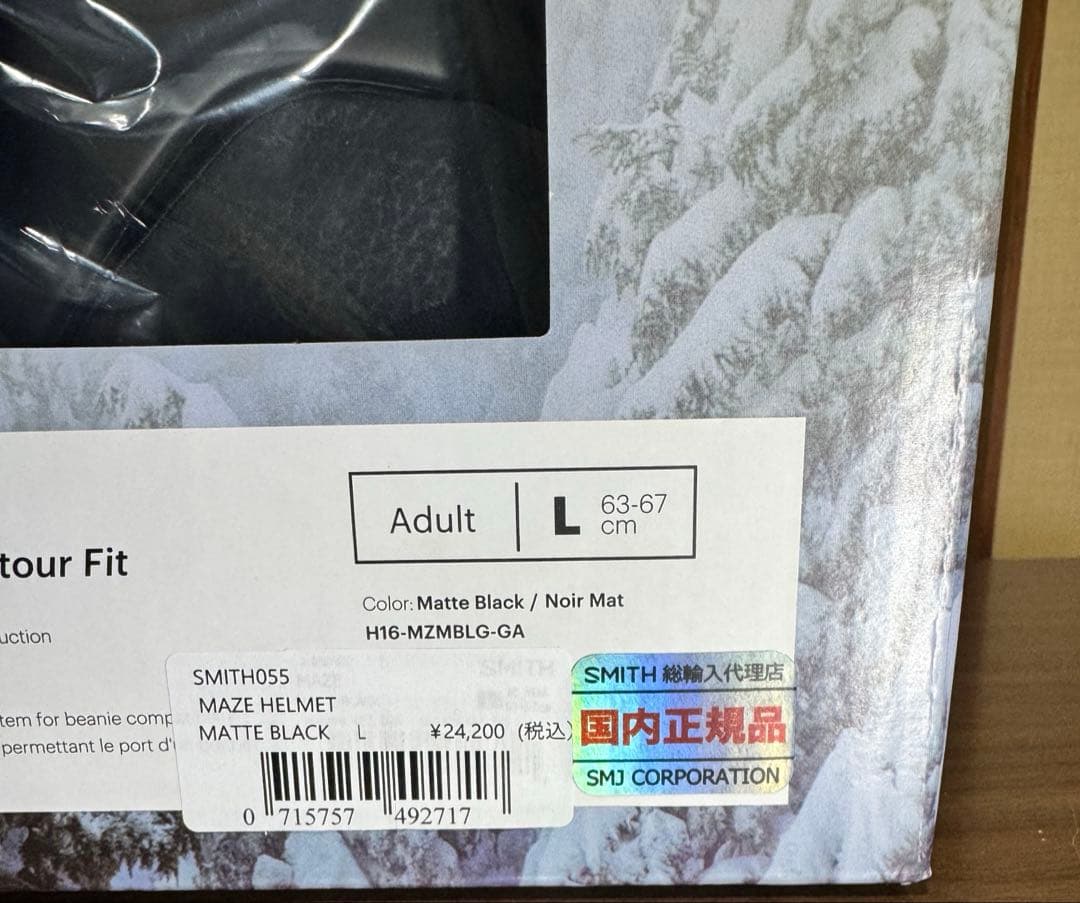 Adult
L
63-67
cm
tour Fit
Color: Matte Black / Noir Mat
H16-MZMBLG-GA
uction
tem for beanie comp
permettant le port d'
SMITH055
MAZE HELMET
MATTE BLACK L ¥24,200 (税込)
0 715757 492717
SMITH 総輸入代理店
国内正規品
SMJ CORPORATION